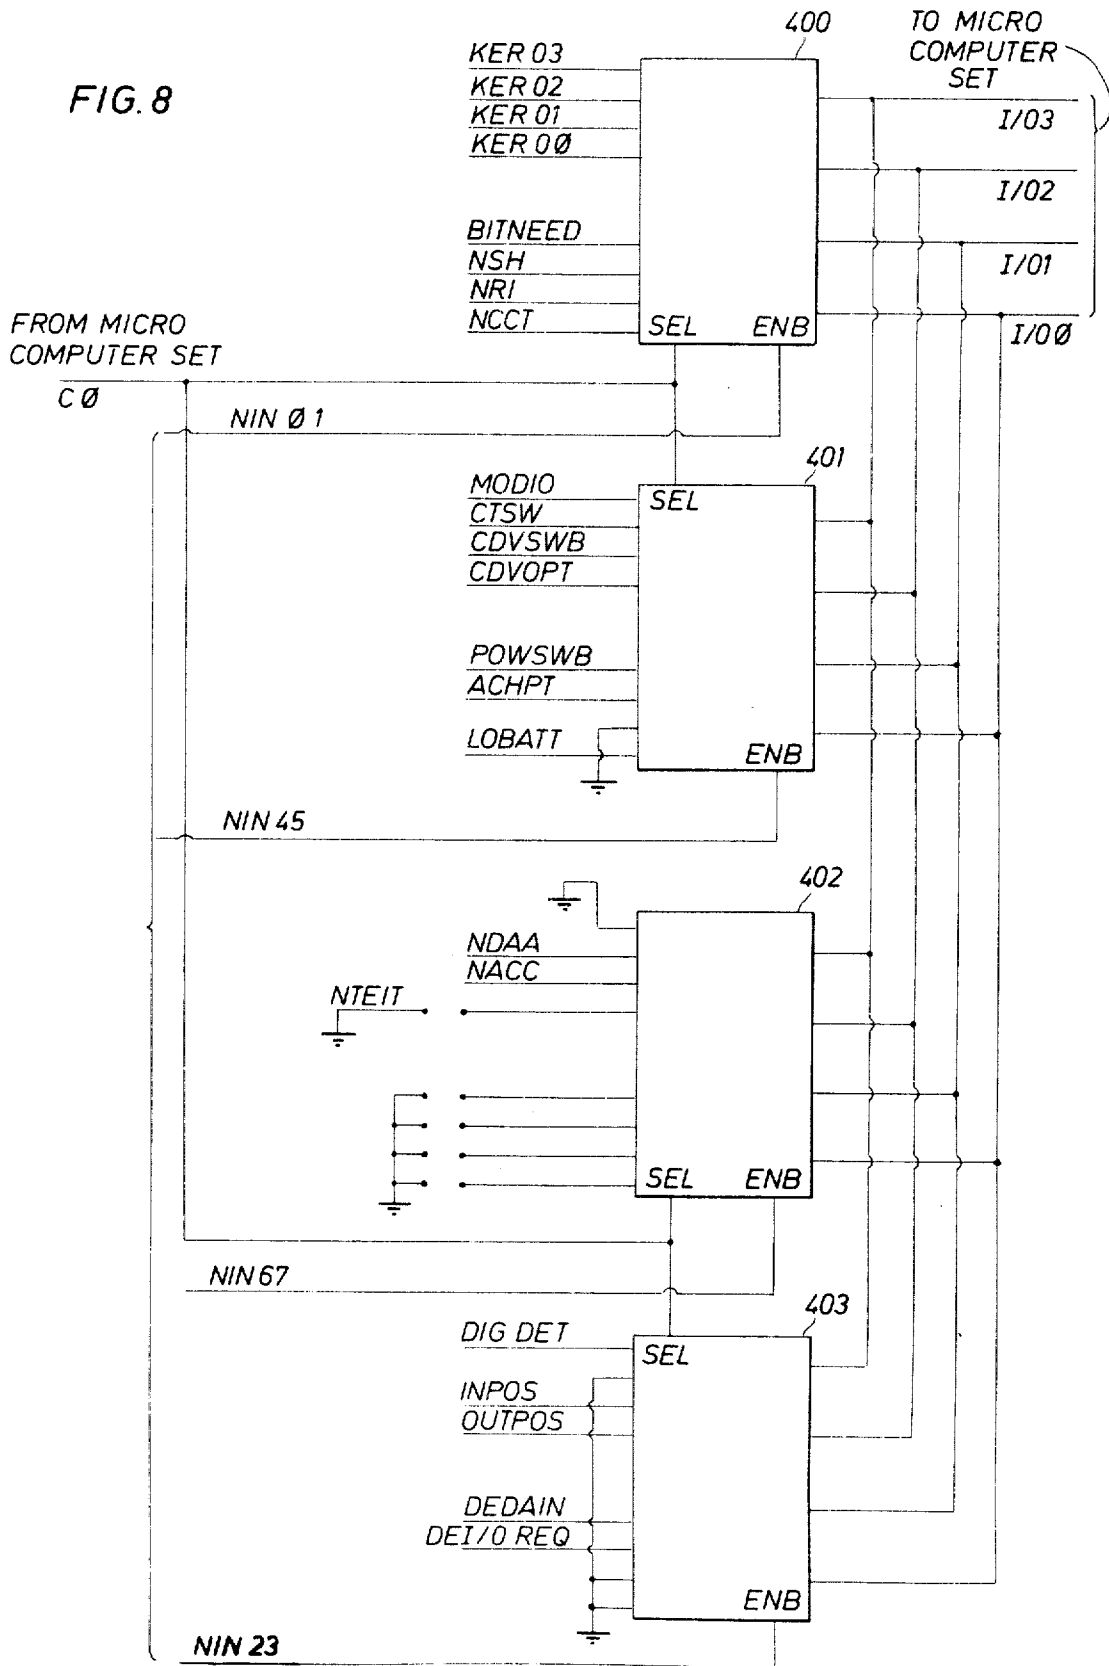 FIG. 8
400
TO MICRO
COMPUTER
SET
KER 03
KER 02
KER 01
KER 0Ø
I/03
I/02
BITNEED
NSH
NRI
NCCT
I/01
SEL ENB
I/0Ø
FROM MICRO
COMPUTER SET
CØ
NIN Ø 1
401
MODIO
CTSW
CDVSWB
CDVOPT
SEL
POWSWB
ACHPT
LOBATT
ENB
NIN 45
402
NDAA
NACC
NTEIT
SEL ENB
NIN 67
403
DIG DET
SEL
INPOS
OUTPOS
DEDAIN
DEI/O REQ
ENB
NIN 23